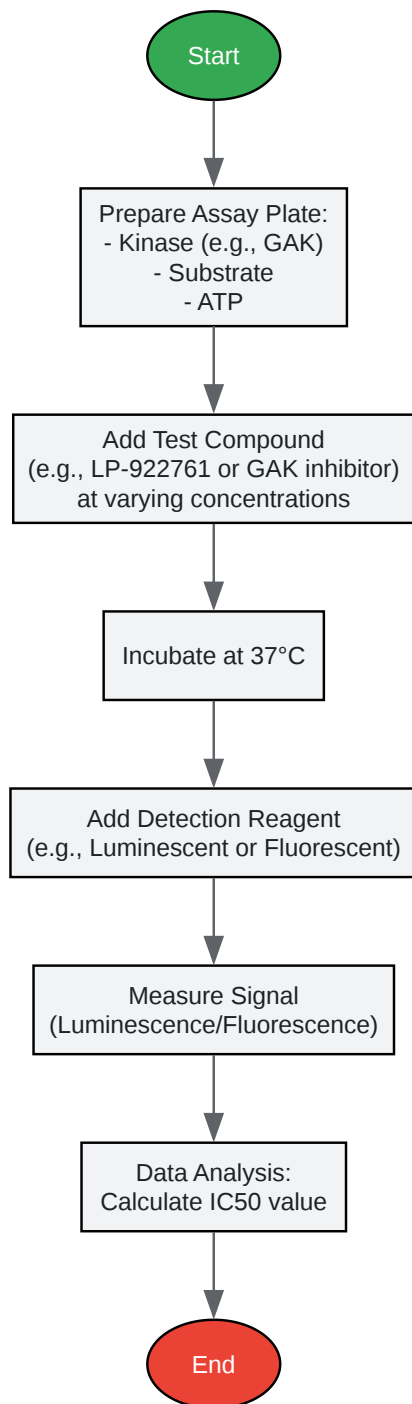 Start
Prepare Assay Plate:
- Kinase (e.g., GAK)
- Substrate
- ATP
Add Test Compound
(e.g., LP-922761 or GAK inhibitor)
at varying concentrations
Incubate at 37°C
Add Detection Reagent
(e.g., Luminescent or Fluorescent)
Measure Signal
(Luminescence/Fluorescence)
Data Analysis:
Calculate IC50 value
End